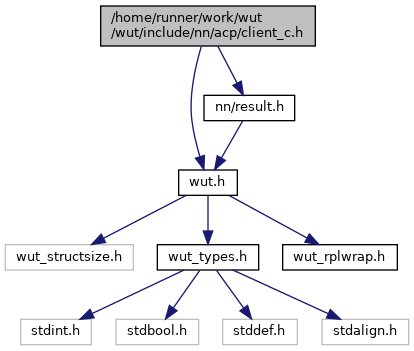 /home/runner/work/wut
/wut/include/nn/acp/client_c.h
nn/result.h
wut.h
wut_structsize.h
wut_types.h
wut_rplwrap.h
stdint.h
stdbool.h
stddef.h
stdalign.h